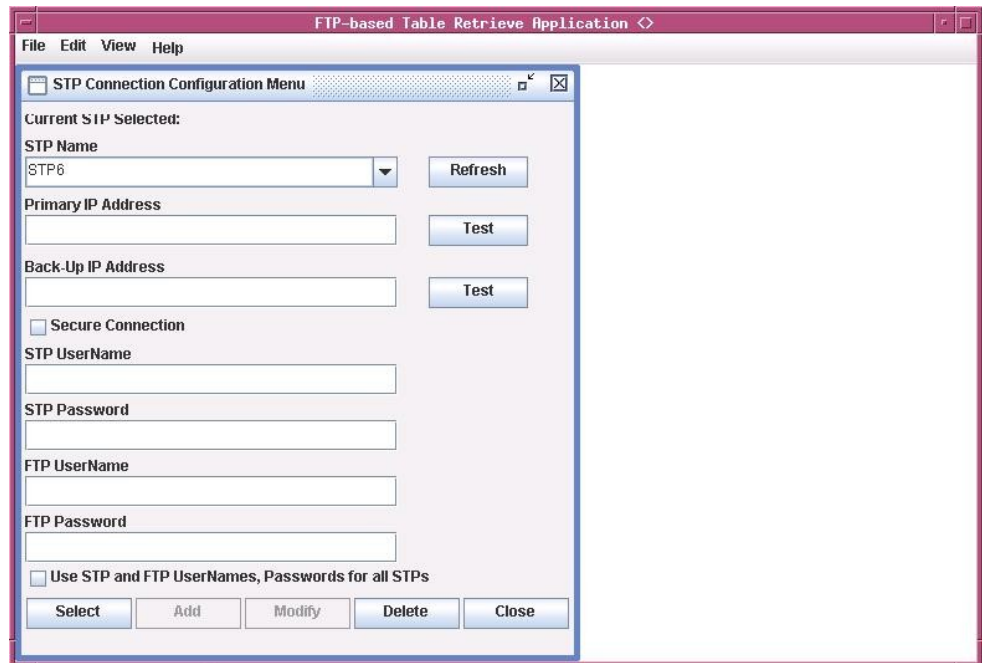 FTP-based Table Retrieve Application <>
File Edit View Help
STP Connection Configuration Menu
Current STP Selected:
STP Name
STP6
Refresh
Primary IP Address
Test
Back-Up IP Address
Test
Secure Connection
STP UserName
STP Password
FTP UserName
FTP Password
Use STP and FTP UserNames, Passwords for all STPs
Select Add Modify Delete Close